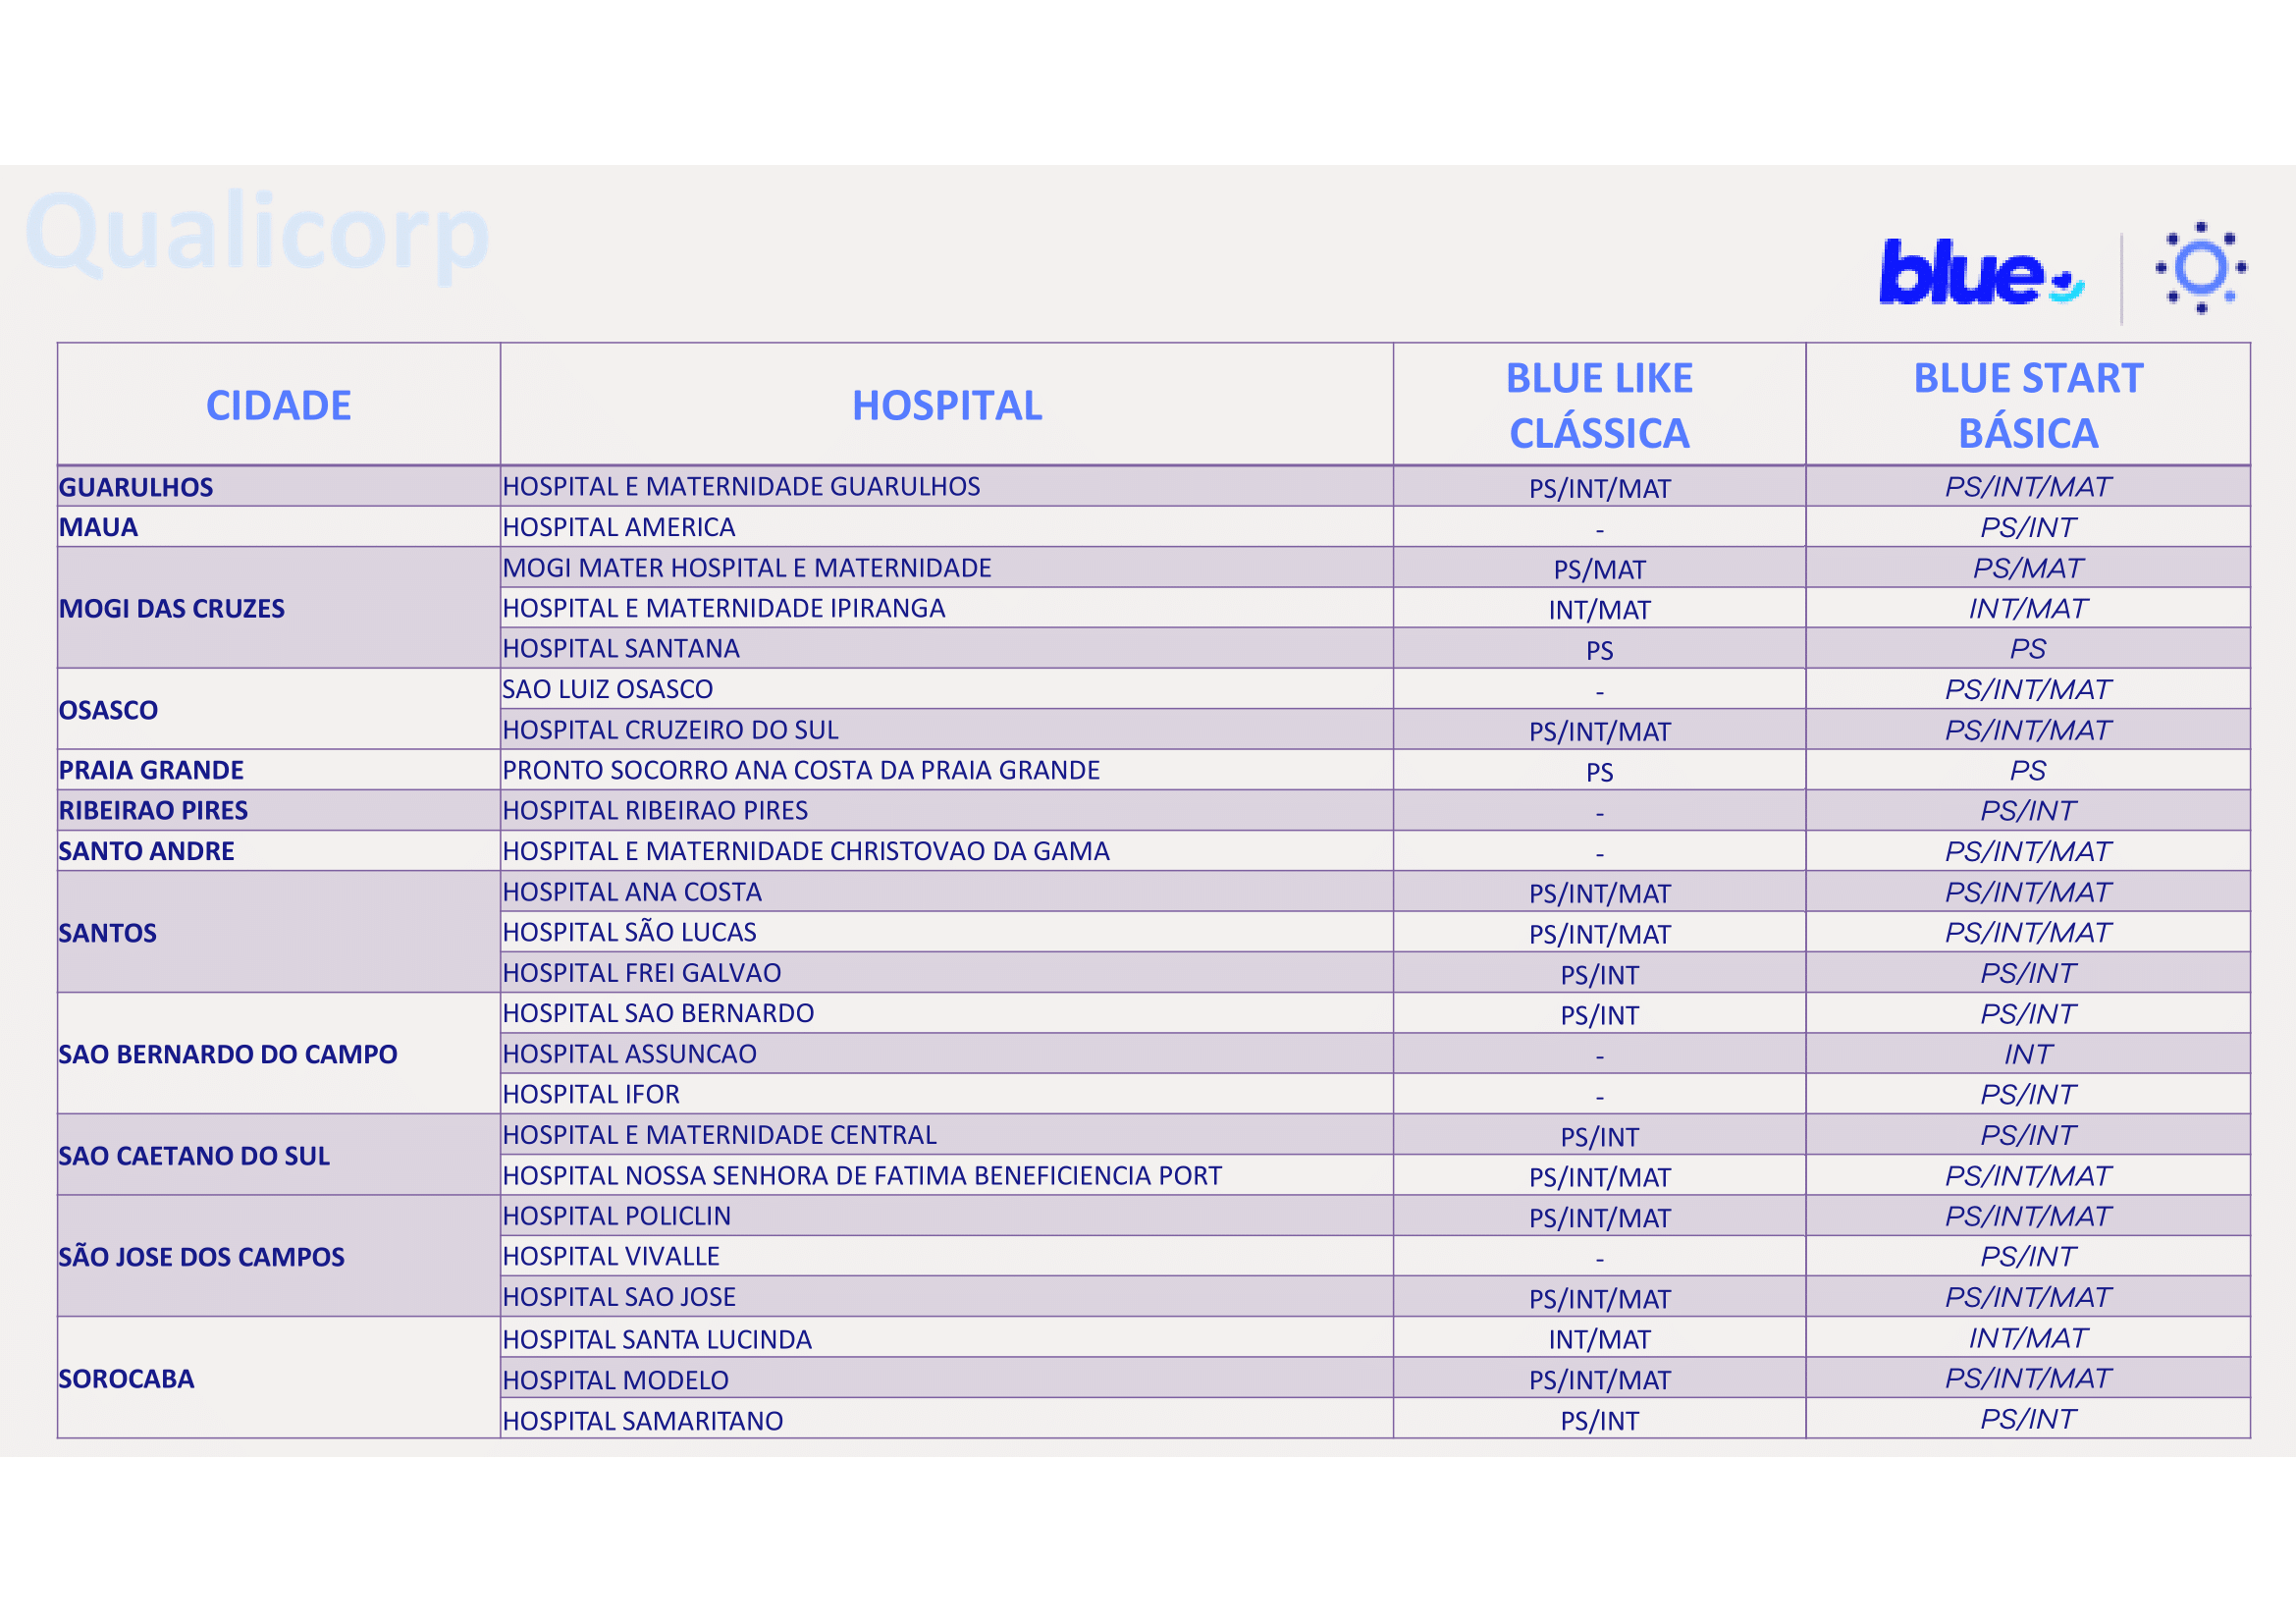 Qualicorp
blue
CIDADE HOSPITAL BLUE LIKE CLÁSSICA BLUE START BÁSICA
GUARULHOS HOSPITAL E MATERNIDADE GUARULHOS PS/INT/MAT PS/INT/MAT
MAUA HOSPITAL AMERICA - PS/INT
MOGI DAS CRUZES MOGI MATER HOSPITAL E MATERNIDADE PS/MAT PS/MAT
HOSPITAL E MATERNIDADE IPIRANGA INT/MAT INT/MAT
HOSPITAL SANTANA PS PS
OSASCO SAO LUIZ OSASCO - PS/INT/MAT
HOSPITAL CRUZEIRO DO SUL PS/INT/MAT PS/INT/MAT
PRAIA GRANDE PRONTO SOCORRO ANA COSTA DA PRAIA GRANDE PS PS
RIBEIRAO PIRES HOSPITAL RIBEIRAO PIRES - PS/INT
SANTO ANDRE HOSPITAL E MATERNIDADE CHRISTOVAO DA GAMA - PS/INT/MAT
SANTOS HOSPITAL ANA COSTA PS/INT/MAT PS/INT/MAT
HOSPITAL SÃO LUCAS PS/INT/MAT PS/INT/MAT
HOSPITAL FREI GALVAO PS/INT PS/INT
SAO BERNARDO DO CAMPO HOSPITAL SAO BERNARDO PS/INT PS/INT
HOSPITAL ASSUNCAO - INT
HOSPITAL IFOR - PS/INT
SAO CAETANO DO SUL HOSPITAL E MATERNIDADE CENTRAL PS/INT PS/INT
HOSPITAL NOSSA SENHORA DE FATIMA BENEFICIENCIA PORT PS/INT/MAT PS/INT/MAT
SÃO JOSE DOS CAMPOS HOSPITAL POLICLIN PS/INT/MAT PS/INT/MAT
HOSPITAL VIVALLE - PS/INT
HOSPITAL SAO JOSE PS/INT/MAT PS/INT/MAT
SOROCABA HOSPITAL SANTA LUCINDA INT/MAT INT/MAT
HOSPITAL MODELO PS/INT/MAT PS/INT/MAT
HOSPITAL SAMARITANO PS/INT PS/INT